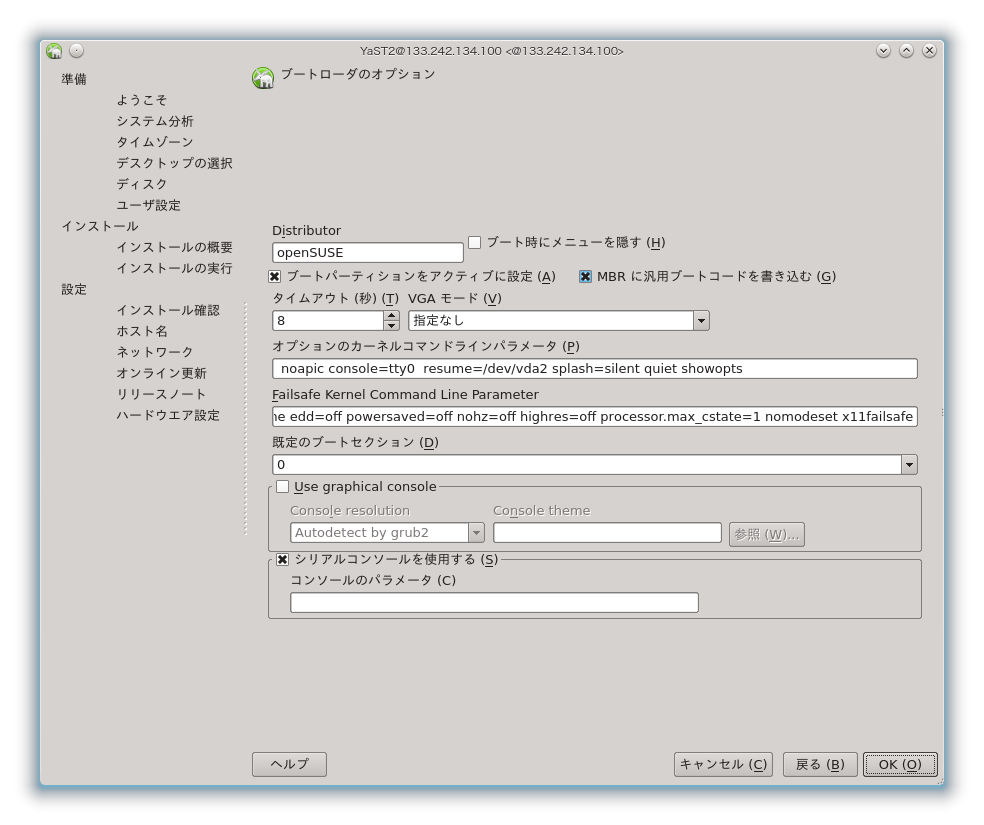 YaST2@133.242.134.100 <@133.242.134.100>
準備
ようこそ
システム分析
タイムゾーン
デスクトップの選択
ディスク
ユーザ設定
インストール
インストールの概要
インストールの実行
設定
インストール確認
ホスト名
ネットワーク
オンライン更新
リリースノート
ハードウエア設定
ブートローダのオプション
Distributor
openSUSE
ブート時にメニューを隠す (H)
ブートパーティションをアクティブに設定 (A)
MBR に汎用ブートコードを書き込む (G)
タイムアウト (秒) (T) VGA モード (V)
8
指定なし
オプションのカーネルコマンドラインパラメータ (P)
noapic console=tty0  resume=/dev/vda2 splash=silent quiet showopts
Failsafe Kernel Command Line Parameter
edd=off powersaved=off nohz=off highres=off processor.max_cstate=1 nomodeset x11failsafe
既定のブートセクション (D)
0
Use graphical console
Console resolution
Console theme
Autodetect by grub2
参照 (W)...
シリアルコンソールを使用する (S)
コンソールのパラメータ (C)
ヘルプ
キャンセル (C)
戻る (B)
OK (O)